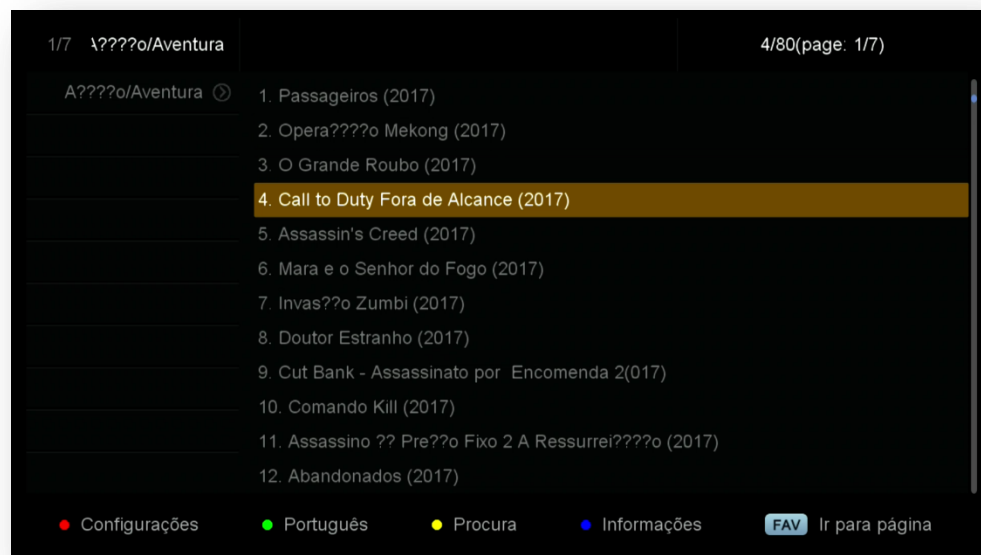 1/7 A????o/Aventura
4/80(page: 1/7)
A????o/Aventura
1. Passageiros (2017)
2. Opera????o Mekong (2017)
3. O Grande Roubo (2017)
4. Call to Duty Fora de Alcance (2017)
5. Assassin's Creed (2017)
6. Mara e o Senhor do Fogo (2017)
7. Invas??o Zumbi (2017)
8. Doutor Estranho (2017)
9. Cut Bank - Assassinato por Encomenda 2(017)
10. Comando Kill (2017)
11. Assassino ?? Pre??o Fixo 2 A Ressurrei????o (2017)
12. Abandonados (2017)
Configurações Português Procura Informações FAV Ir para página